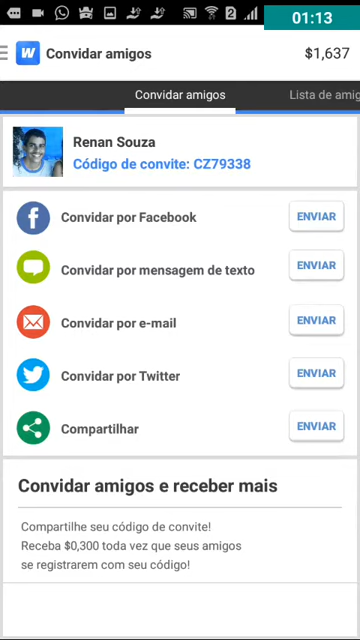 01:13
W Convidar amigos $1,637
Convidar amigos Lista de amig
Renan Souza
Código de convite: CZ79338
Convidar por Facebook ENVIAR
Convidar por mensagem de texto ENVIAR
Convidar por e-mail ENVIAR
Convidar por Twitter ENVIAR
Compartilhar ENVIAR
Convidar amigos e receber mais
Compartilhe seu código de convite!
Receba $0,300 toda vez que seus amigos
se registrarem com seu código!